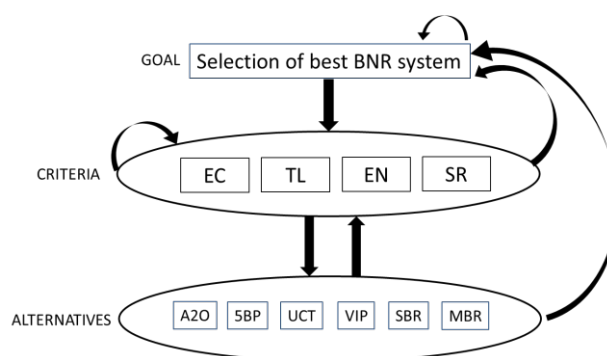 GOAL Selection of best BNR system
CRITERIA EC TL EN SR
ALTERNATIVES A2O 5BP UCT VIP SBR MBR